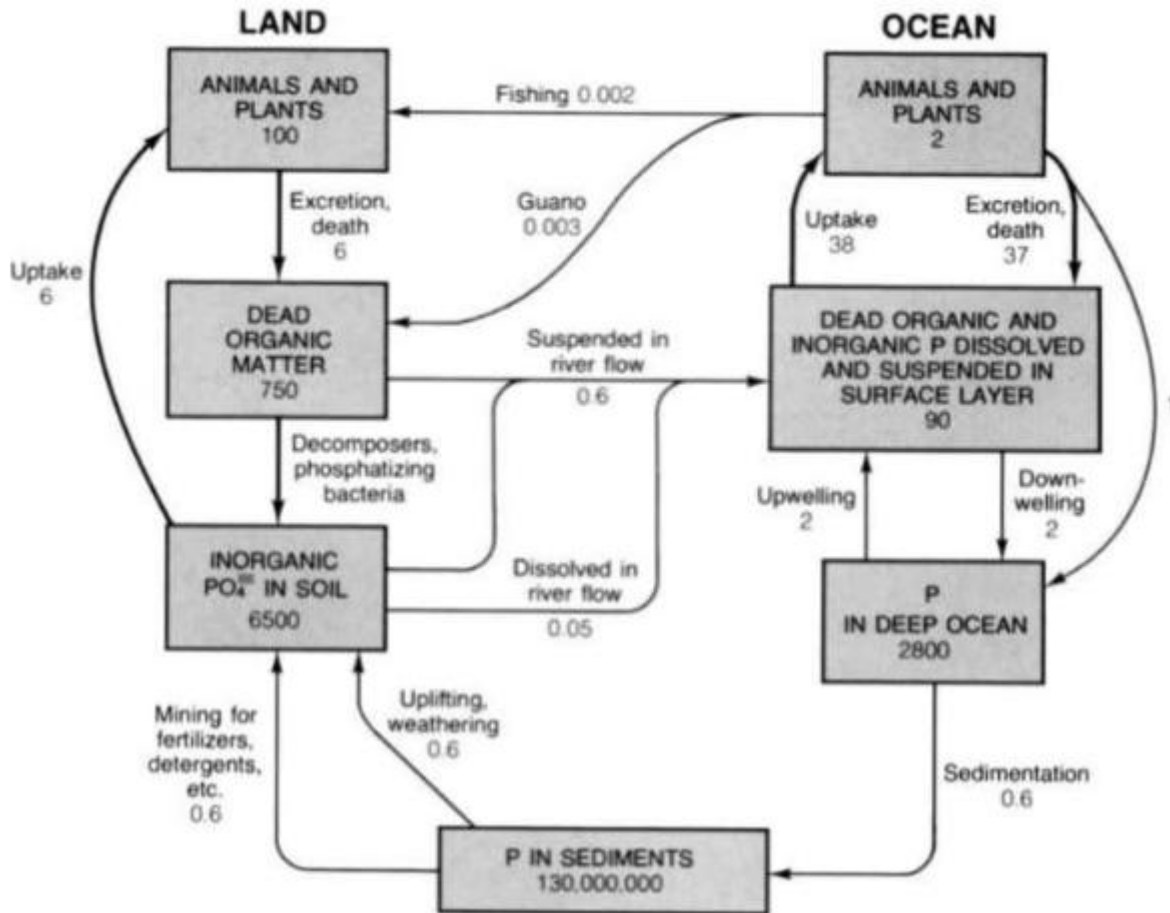 LAND
OCEAN
ANIMALS AND
PLANTS
100
Fishing 0.002
ANIMALS AND
PLANTS
2
Excretion,
death
6
Guano
0.003
Uptake
38
Excretion,
death
37
Uptake
6
DEAD
ORGANIC
MATTER
750
Suspended in
river flow
0.6
DEAD ORGANIC AND
INORGANIC P DISSOLVED
AND SUSPENDED IN
SURFACE LAYER
90
Decomposers,
phosphatizing
bacteria
Upwelling
2
Down-
welling
2
INORGANIC
IN SOIL
6500
Dissolved in
river flow
0.05
P
IN DEEP OCEAN
2800
Mining for
fertilizers,
detergents,
etc.
0.6
Uplifting,
weathering
0.6
Sedimentation
0.6
P IN SEDIMENTS
130,000,000